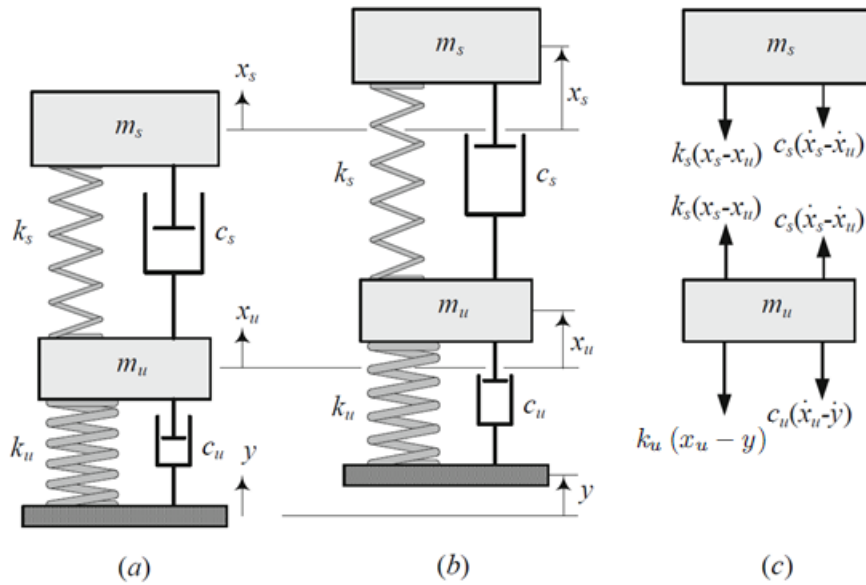 m_s
x_s
m_s
x_s
k_s
c_s
k_s(x_s-x_u)
c_s(ẋ_s-ẋ_u)
k_s
c_s
k_s(x_s-x_u)
c_s(ẋ_s-ẋ_u)
x_u
m_u
x_u
m_u
m_u
k_u
c_u
k_u
c_u
k_u (x_u − y)
c_u(ẋ_u-ẏ)
y
y
(a)
(b)
(c)